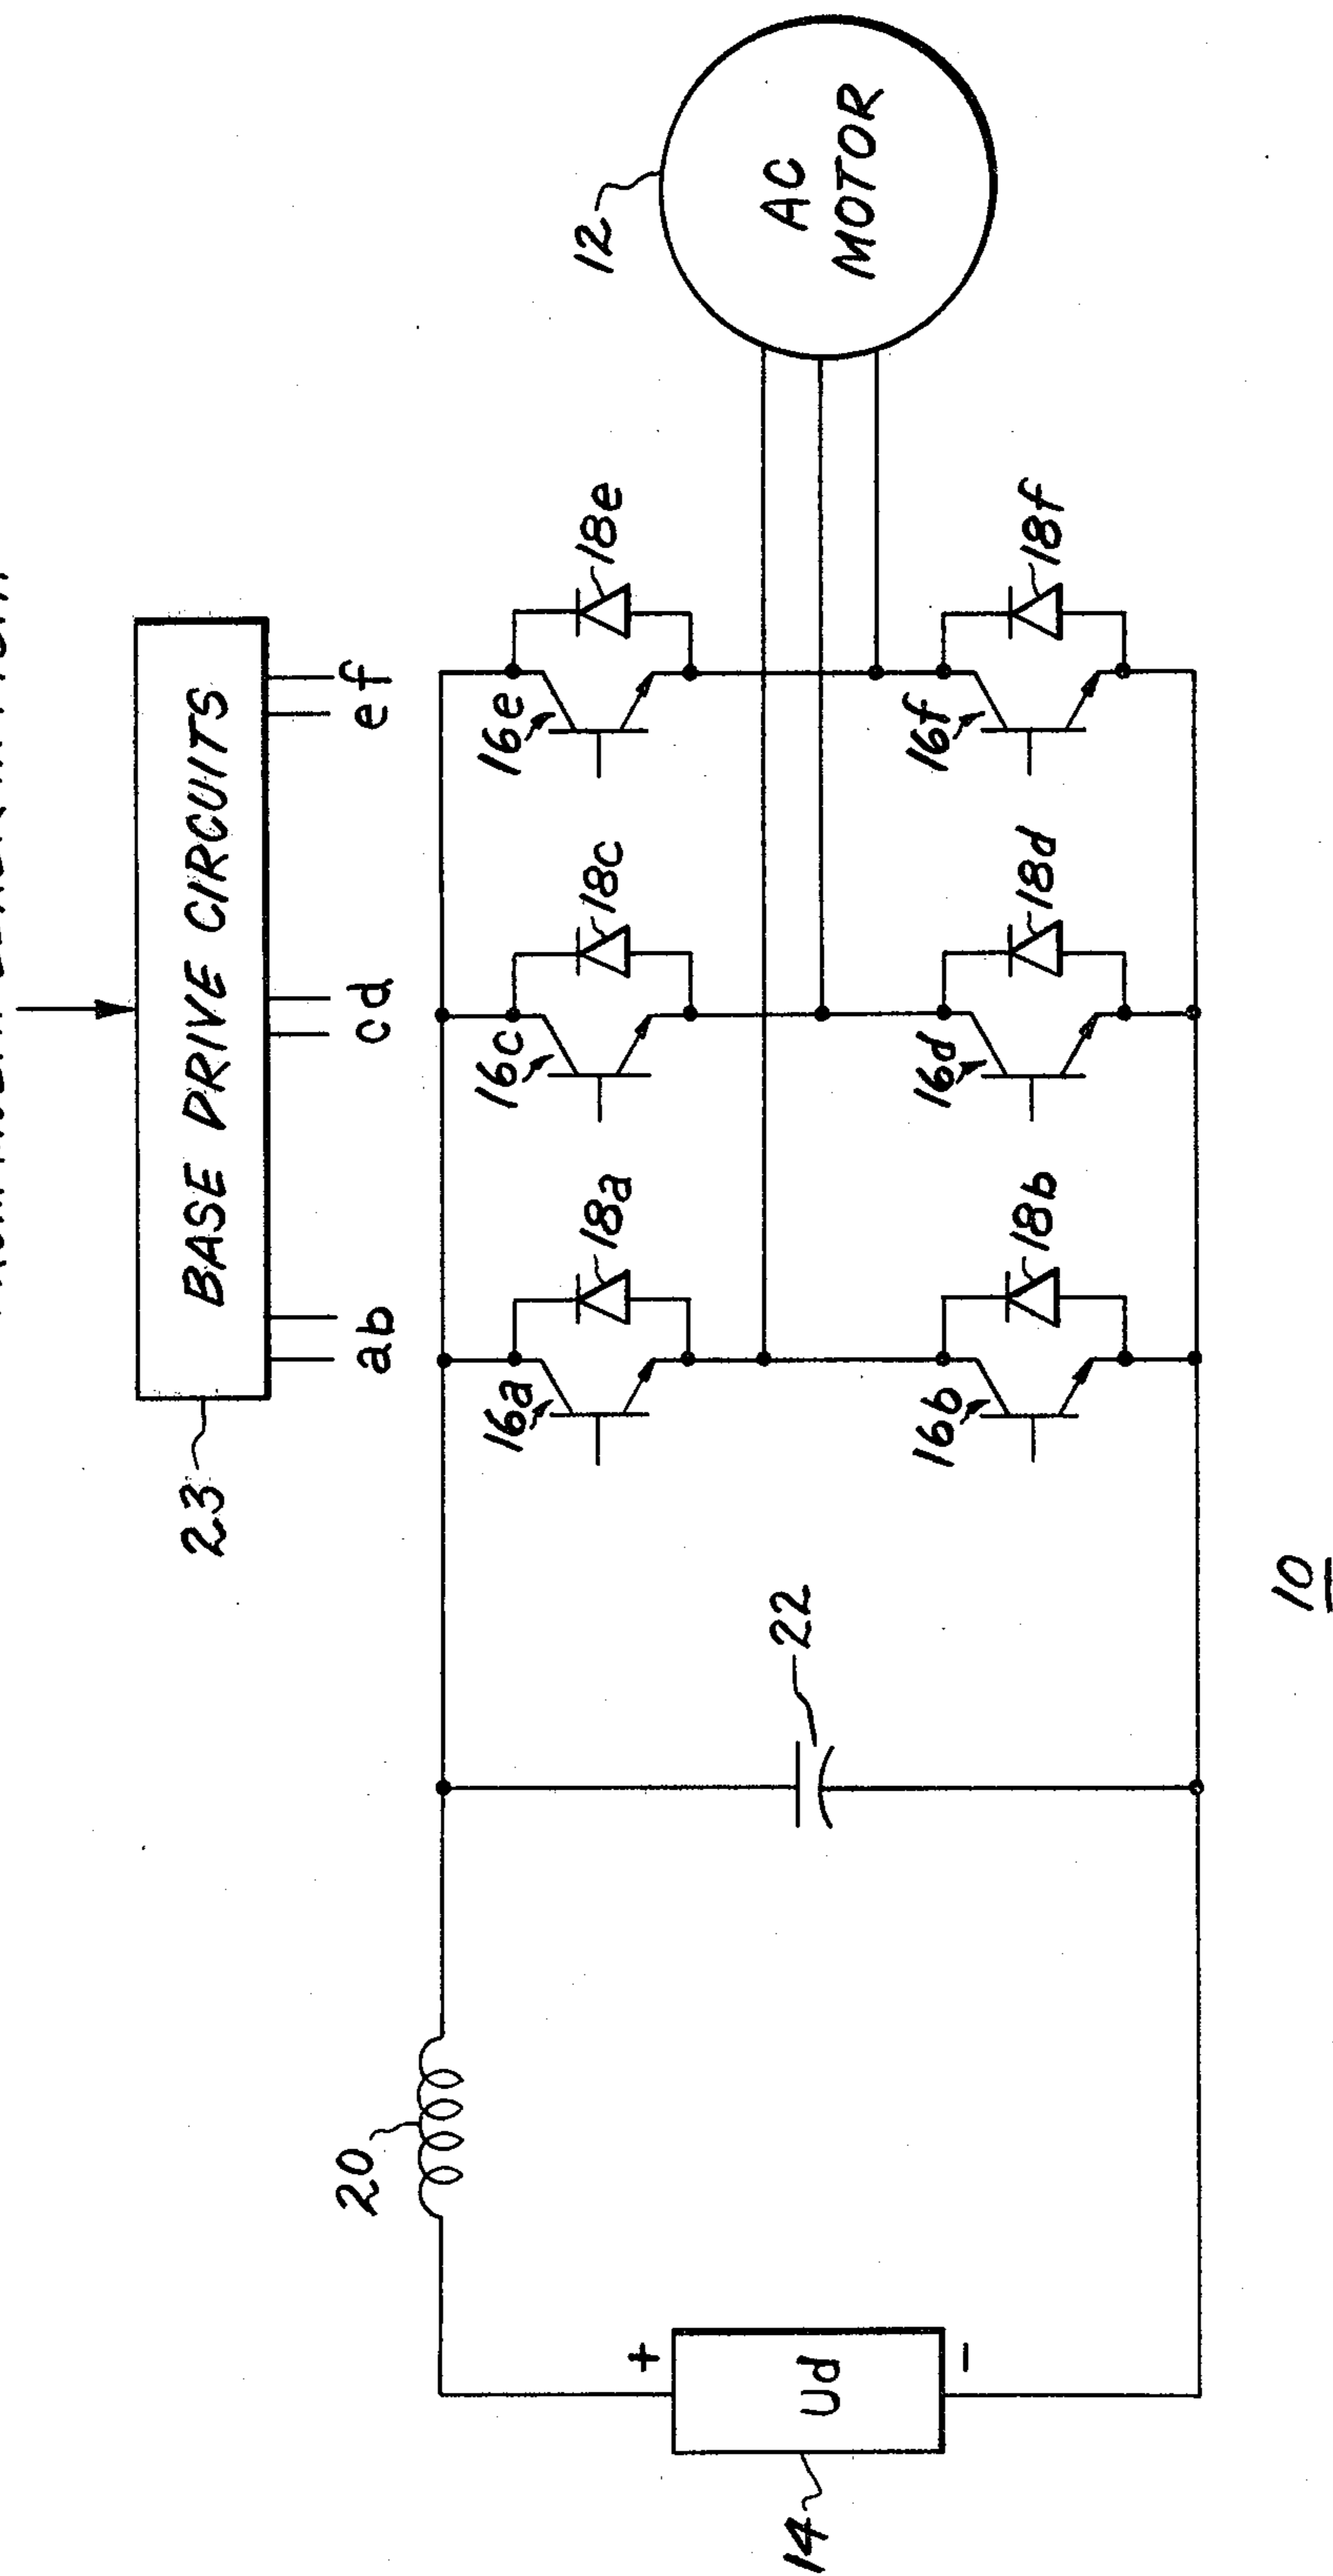 BASE DRIVE CIRCUITS
23
ab
cd
ef
20
16a
18a
16c
18c
16e
18e
12
AC
MOTOR
+
Ud
-
14
22
16b
18b
16d
18d
16f
18f
10